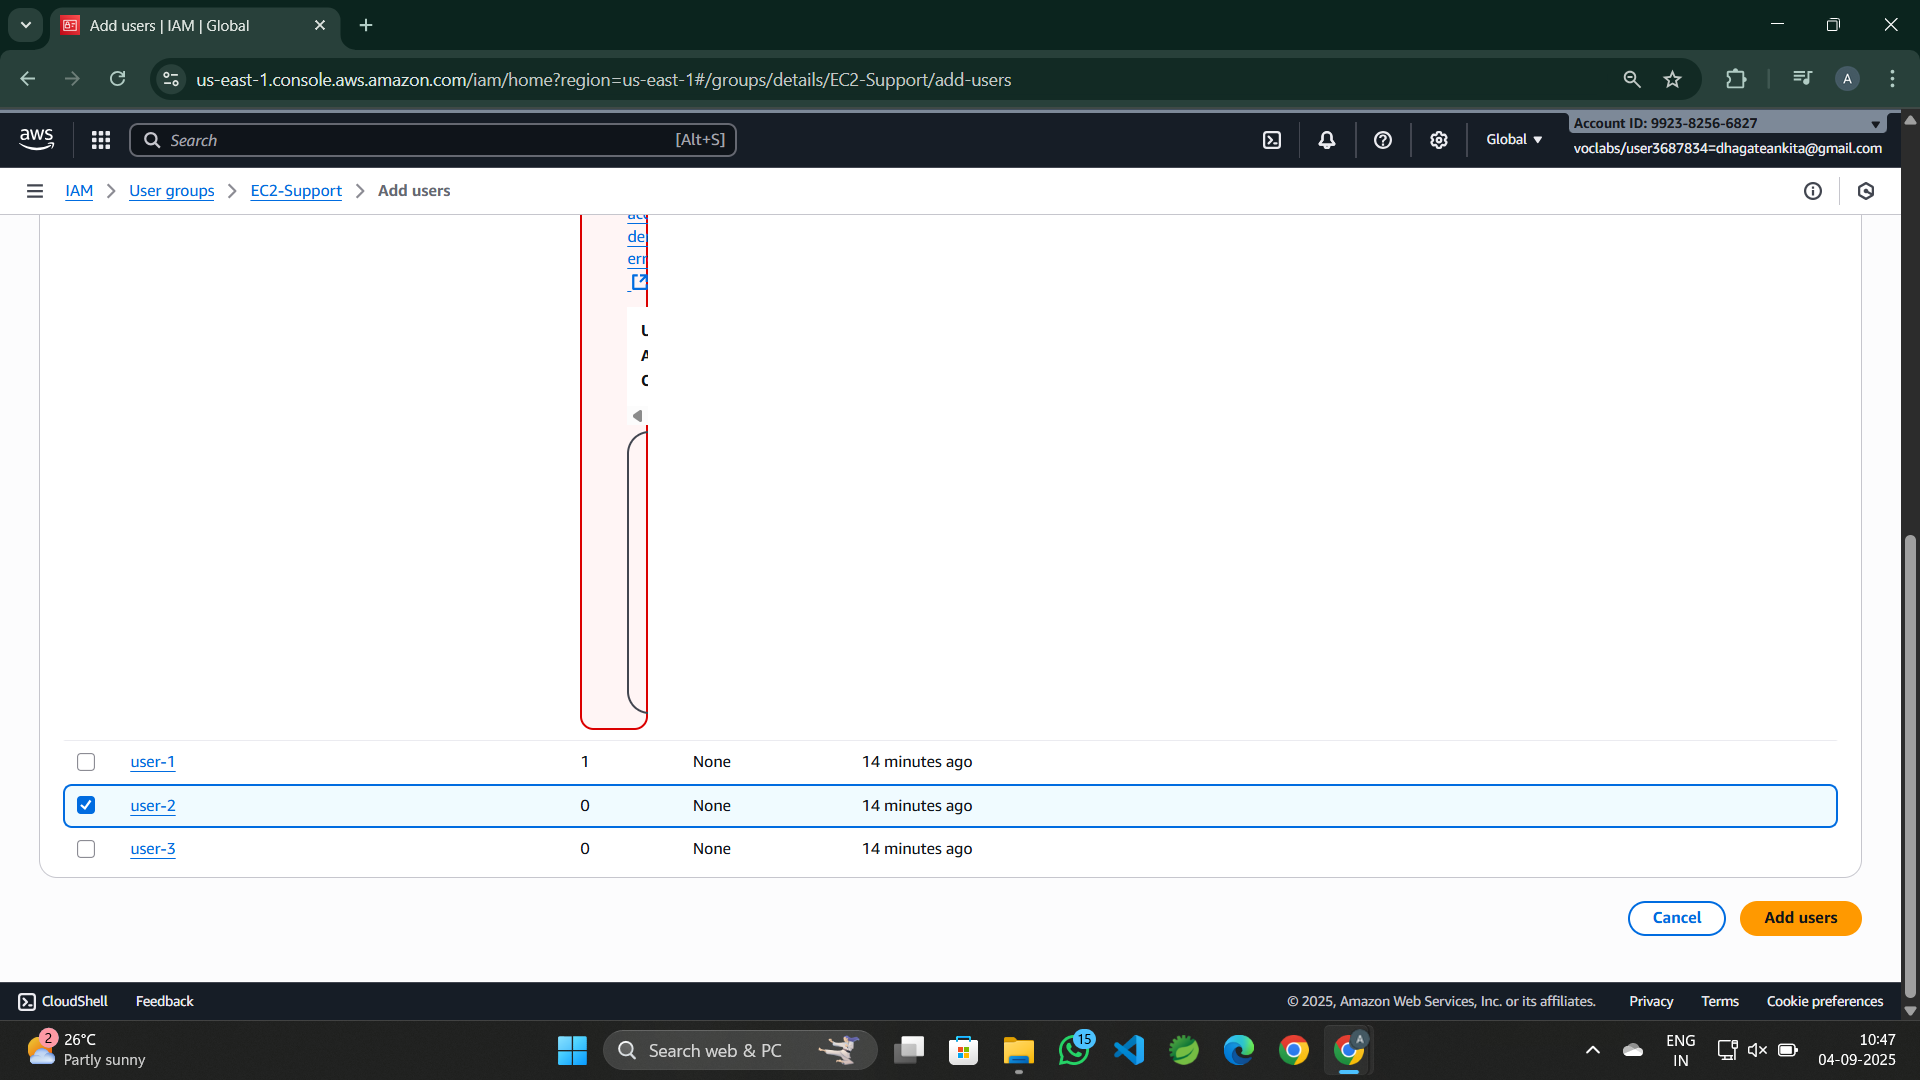 Add users | IAM | Global
us-east-1.console.aws.amazon.com/iam/home?region=us-east-1#/groups/details/EC2-Support/add-users
A
aws
Search
[Alt+S]
Global
Account ID: 9923-8256-6827
voclabs/user3687834=dhagateankita@gmail.com
IAM
User groups
EC2-Support
Add users
de
err
user-1 1 None 14 minutes ago
user-2 0 None 14 minutes ago
user-3 0 None 14 minutes ago
Cancel
Add users
CloudShell
Feedback
© 2025, Amazon Web Services, Inc. or its affiliates.
Privacy
Terms
Cookie preferences
2
26°C
Partly sunny
Search web & PC
15
A
ENG
IN
10:47
04-09-2025